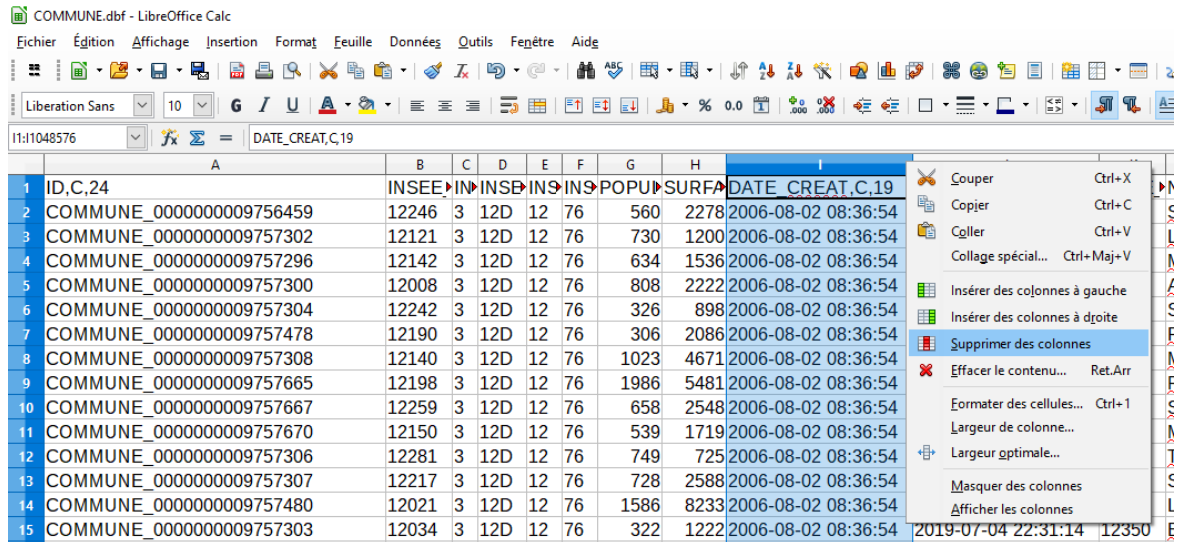 COMMUNE.dbf - LibreOffice Calc
Fichier Édition Affichage Insertion Format Feuille Données Outils Fenêtre Aide
Liberation Sans 10 G I U A % 0.0
I1:I1048576 fx Σ = DATE_CREAT,C,19
A B C D E F G H I
1 ID,C,24 INSEE_ IN INSE INS INS POPUI SURFA DATE_CREAT,C,19
2 COMMUNE_0000000009756459 12246 3 12D 12 76 560 2278 2006-08-02 08:36:54
3 COMMUNE_0000000009757302 12121 3 12D 12 76 730 1200 2006-08-02 08:36:54
4 COMMUNE_0000000009757296 12142 3 12D 12 76 634 1536 2006-08-02 08:36:54
5 COMMUNE_0000000009757300 12008 3 12D 12 76 808 2222 2006-08-02 08:36:54
6 COMMUNE_0000000009757304 12242 3 12D 12 76 326 898 2006-08-02 08:36:54
7 COMMUNE_0000000009757478 12190 3 12D 12 76 306 2086 2006-08-02 08:36:54
8 COMMUNE_0000000009757308 12140 3 12D 12 76 1023 4671 2006-08-02 08:36:54
9 COMMUNE_0000000009757665 12198 3 12D 12 76 1986 5481 2006-08-02 08:36:54
10 COMMUNE_0000000009757667 12259 3 12D 12 76 658 2548 2006-08-02 08:36:54
11 COMMUNE_0000000009757670 12150 3 12D 12 76 539 1719 2006-08-02 08:36:54
12 COMMUNE_0000000009757306 12281 3 12D 12 76 749 725 2006-08-02 08:36:54
13 COMMUNE_0000000009757307 12217 3 12D 12 76 728 2588 2006-08-02 08:36:54
14 COMMUNE_0000000009757480 12021 3 12D 12 76 1586 8233 2006-08-02 08:36:54
15 COMMUNE_0000000009757303 12034 3 12D 12 76 322 1222 2006-08-02 08:36:54 2019-07-04 22:31:14 12350
Couper Ctrl+X
Copier Ctrl+C
Coller Ctrl+V
Collage spécial... Ctrl+Maj+V
Insérer des colonnes à gauche
Insérer des colonnes à droite
Supprimer des colonnes
Effacer le contenu... Ret.Arr
Formater des cellules... Ctrl+1
Largeur de colonne...
Largeur optimale...
Masquer des colonnes
Afficher les colonnes